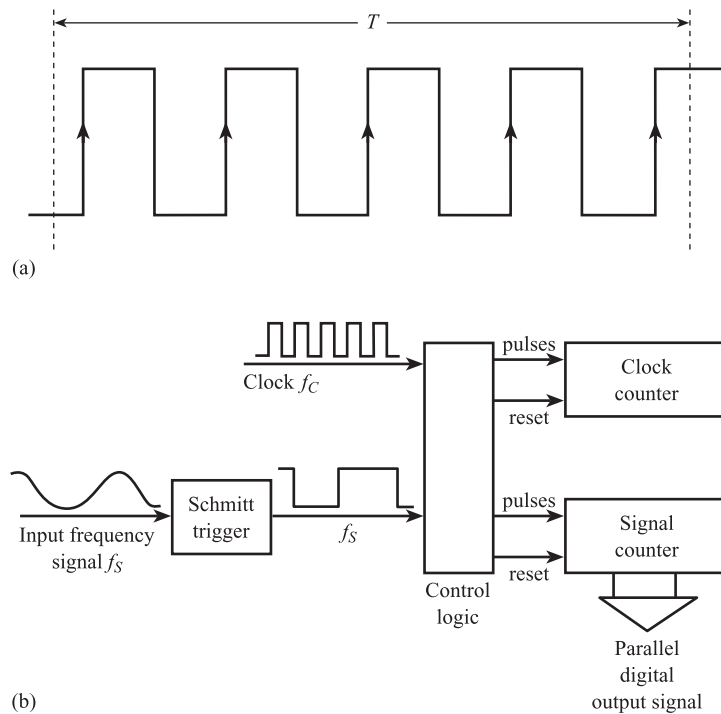 T
(a)
pulses
Clock
counter
Clock f_C
reset
Schmitt
trigger
pulses
Signal
counter
Input frequency
signal f_S
f_S
reset
Control
logic
Parallel
digital
output signal
(b)